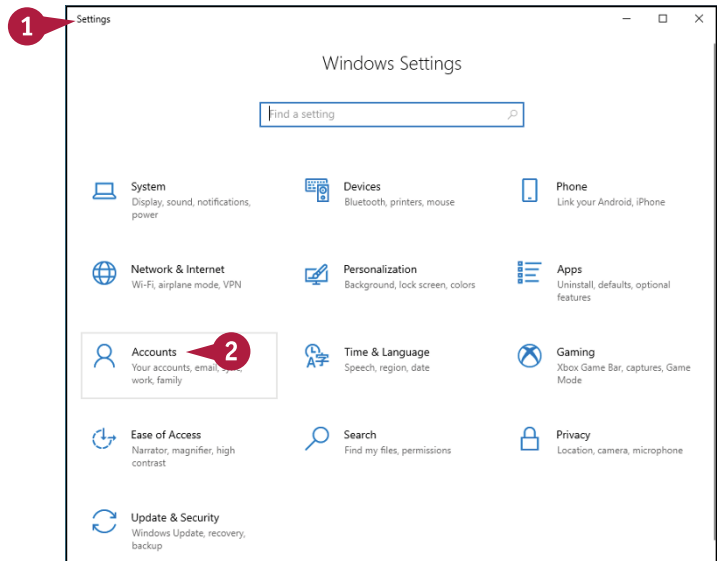 1
Settings
Windows Settings
Find a setting
System
Display, sound, notifications,
power
Devices
Bluetooth, printers, mouse
Phone
Link your Android, iPhone
Network & Internet
Wi-Fi, airplane mode, VPN
Personalization
Background, lock screen, colors
Apps
Uninstall, defaults, optional
features
Accounts
2
Your accounts, email,
work, family
Time & Language
Speech, region, date
Gaming
Xbox Game Bar, captures, Game
Mode
Ease of Access
Narrator, magnifier, high
contrast
Search
Find my files, permissions
Privacy
Location, camera, microphone
Update & Security
Windows Update, recovery,
backup